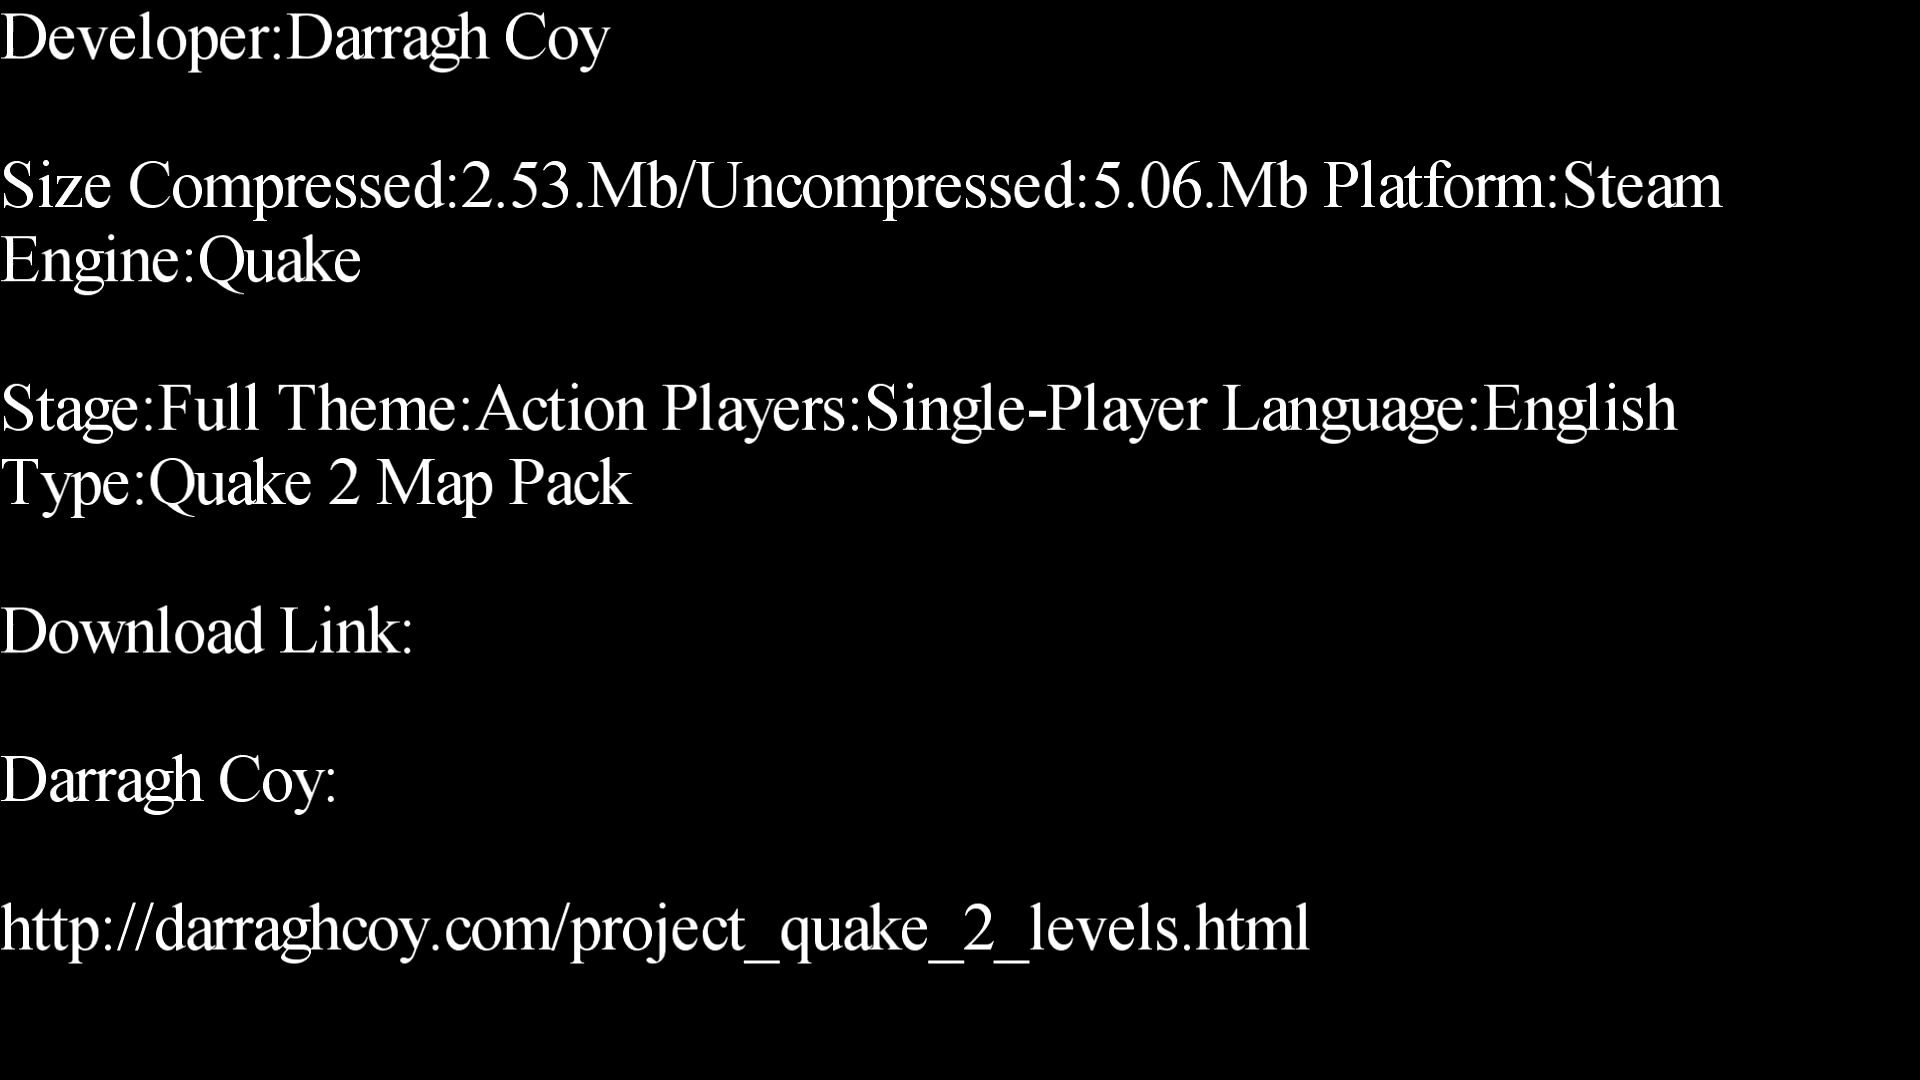 Developer:Darragh Coy
Size Compressed:2.53.Mb/Uncompressed:5.06.Mb Platform:Steam
Engine:Quake
Stage:Full Theme:Action Players:Single-Player Language:English
Type:Quake 2 Map Pack
Download Link:
Darragh Coy:
http://darraghcoy.com/project_quake_2_levels.html